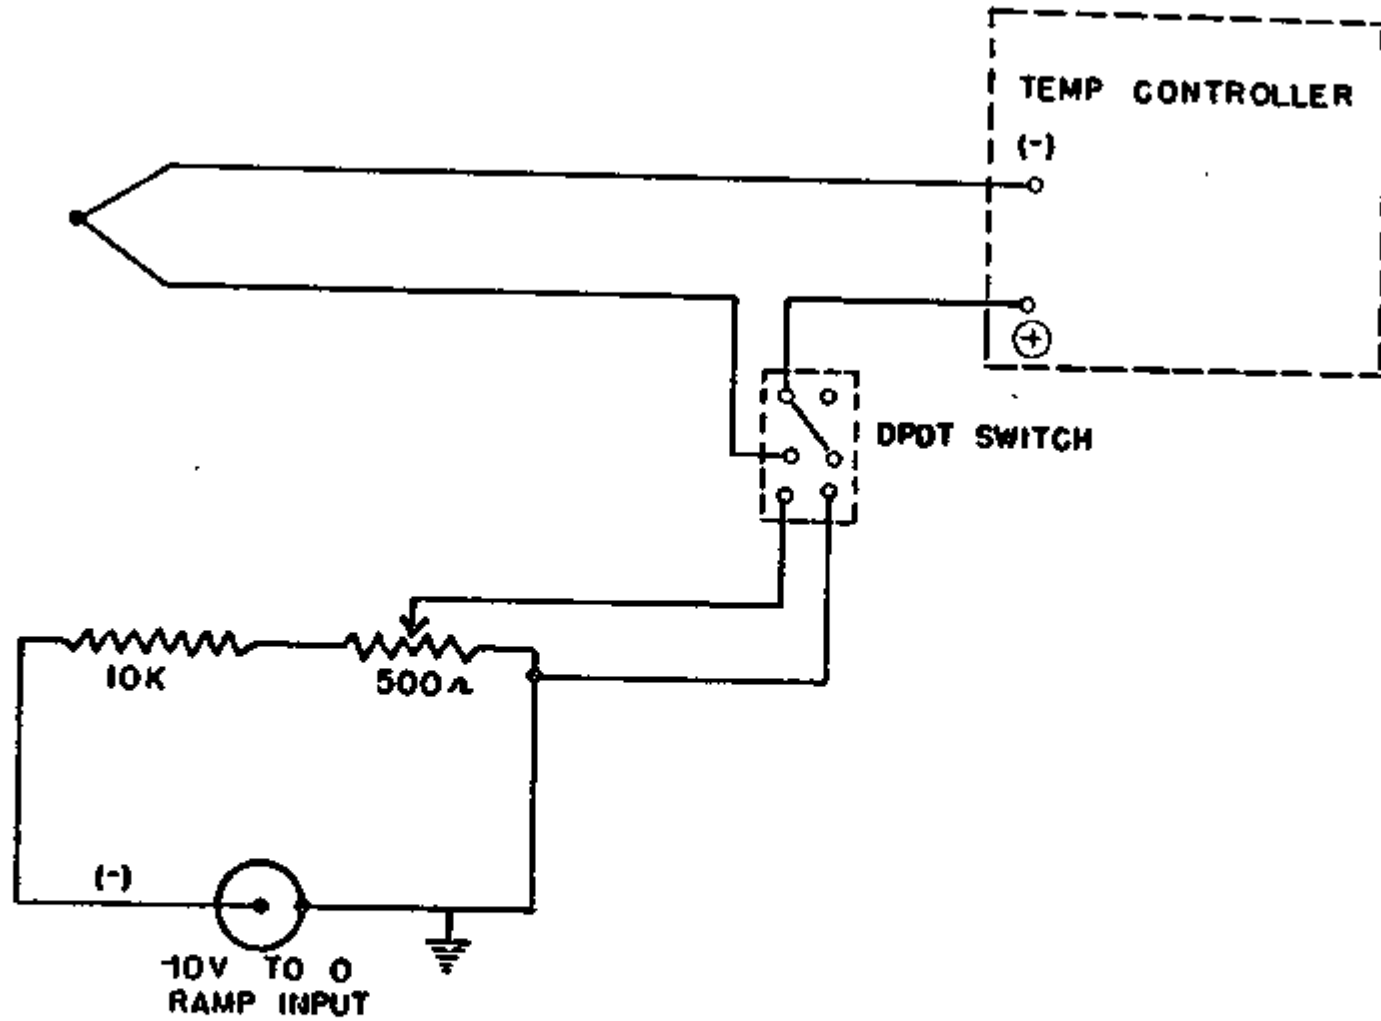 TEMP CONTROLLER
(-)
+
DPDT SWITCH
10K
500Ω
(-)
-10V TO 0
RAMP INPUT